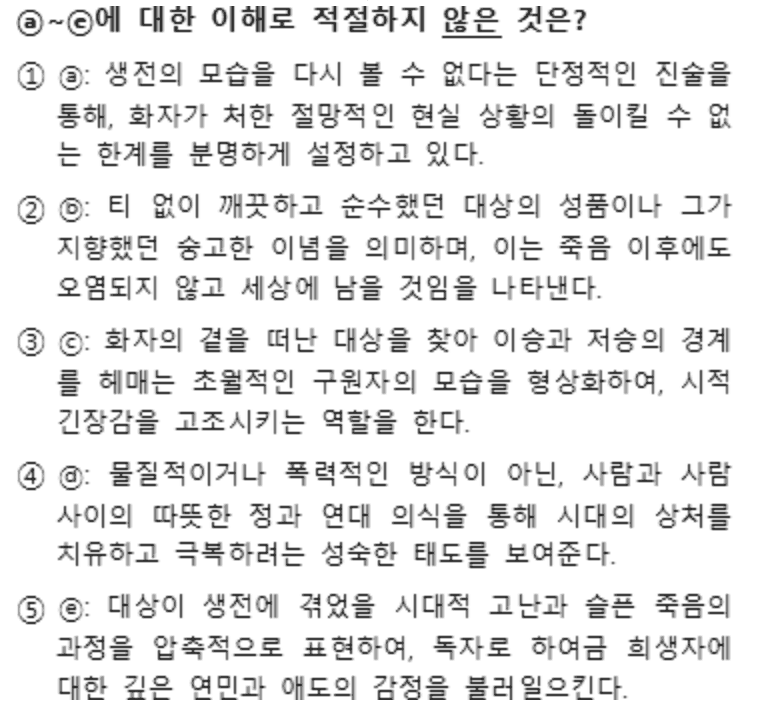 ⓐ~ⓔ에 대한 이해로 적절하지 않은 것은?
① ⓐ: 생전의 모습을 다시 볼 수 없다는 단정적인 진술을
통해, 화자가 처한 절망적인 현실 상황의 돌이킬 수 없
는 한계를 분명하게 설정하고 있다.
② ⓑ: 티 없이 깨끗하고 순수했던 대상의 성품이나 그가
지향했던 숭고한 이념을 의미하며, 이는 죽음 이후에도
오염되지 않고 세상에 남을 것임을 나타낸다.
③ ⓒ: 화자의 곁을 떠난 대상을 찾아 이승과 저승의 경계
를 헤매는 초월적인 구원자의 모습을 형상화하여, 시적
긴장감을 고조시키는 역할을 한다.
④ ⓓ: 물질적이거나 폭력적인 방식이 아닌, 사람과 사람
사이의 따뜻한 정과 연대 의식을 통해 시대의 상처를
치유하고 극복하려는 성숙한 태도를 보여준다.
⑤ ⓔ: 대상이 생전에 겪었을 시대적 고난과 슬픈 죽음의
과정을 압축적으로 표현하여, 독자로 하여금 희생자에
대한 깊은 연민과 애도의 감정을 불러일으킨다.